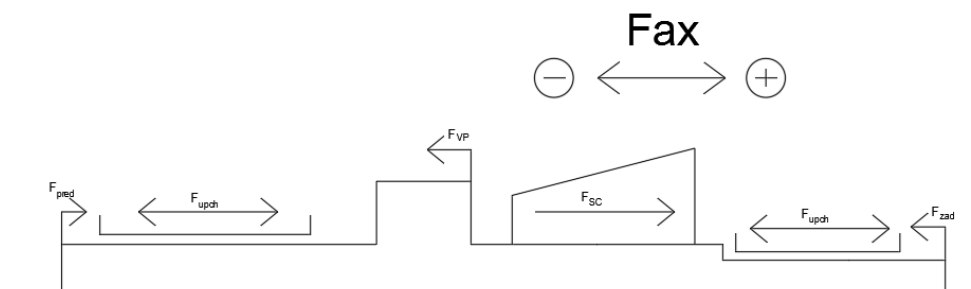 Fax
− +
F_VP
F_pred
F_upch
F_SC
F_upch
F_zad